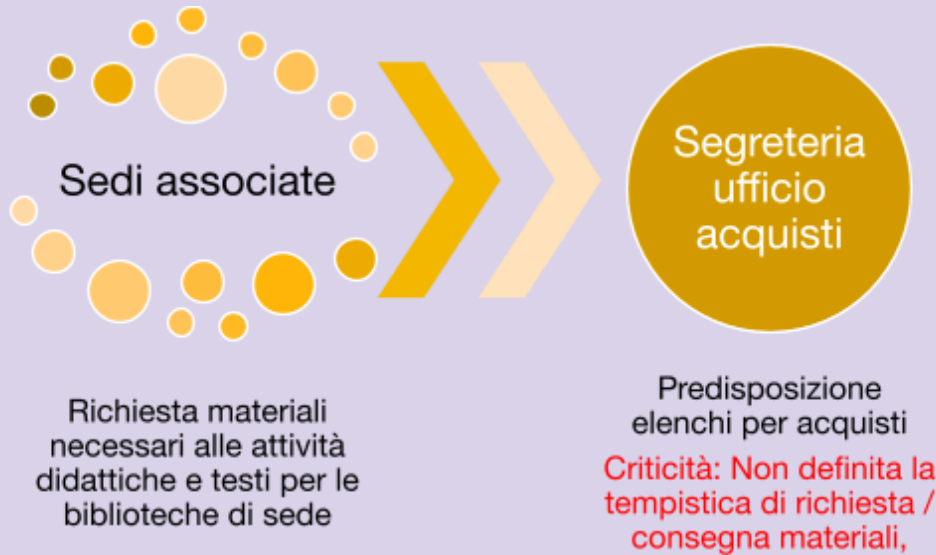 Sedi associate
Segreteria
ufficio
acquisti
Richiesta materiali
necessari alle attività
didattiche e testi per le
biblioteche di sede
Predisposizione
elenchi per acquisti
Criticità: Non definita la
tempistica di richiesta /
consegna materiali,